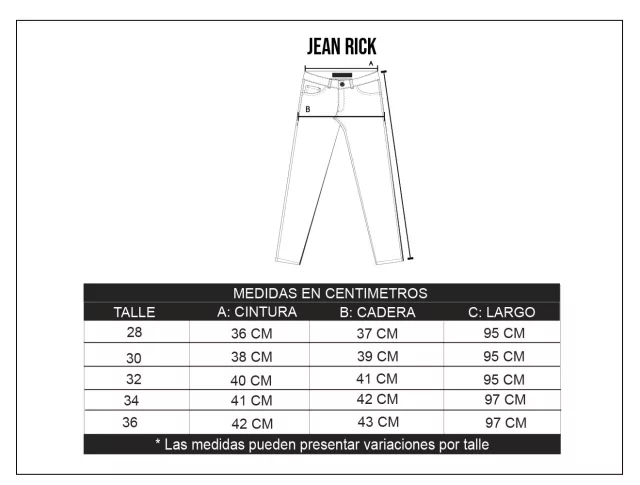 JEAN RICK
A
B
MEDIDAS EN CENTIMETROS
TALLE A: CINTURA B: CADERA C: LARGO
28 36 CM 37 CM 95 CM
30 38 CM 39 CM 95 CM
32 40 CM 41 CM 95 CM
34 41 CM 42 CM 97 CM
36 42 CM 43 CM 97 CM
* Las medidas pueden presentar variaciones por talle